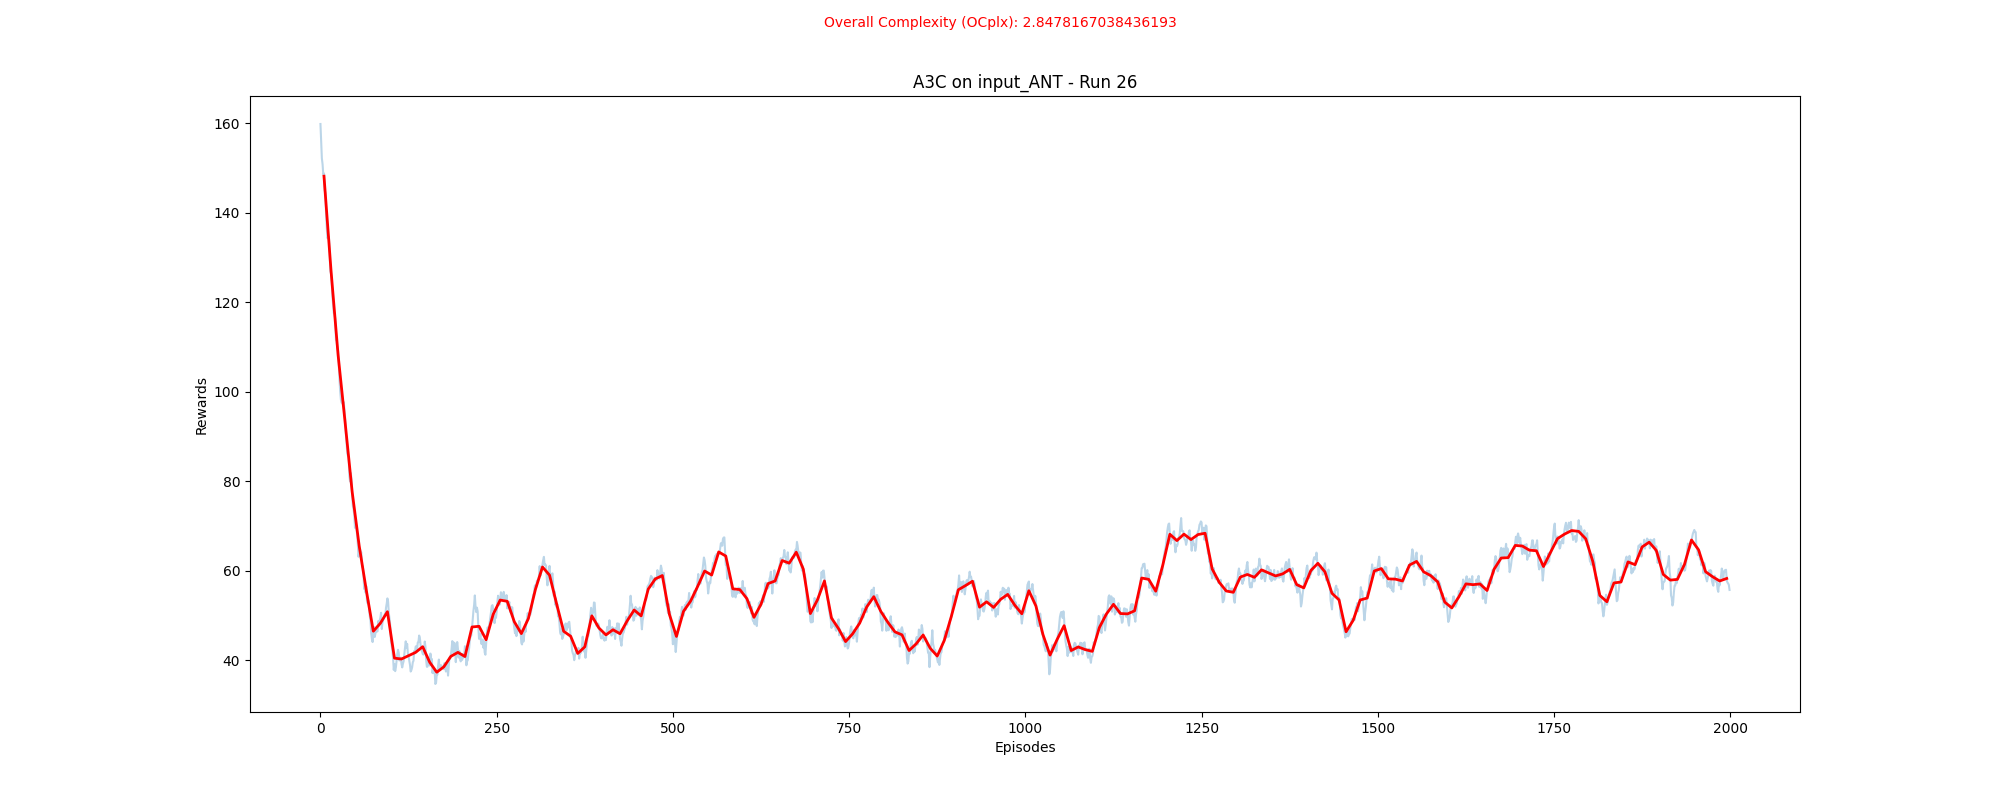 Overall Complexity (OCplx): 2.8478167038436193
A3C on input_ANT - Run 26
160
140
120
100
80
60
40
Rewards
0 250 500 750 1000 1250 1500 1750 2000
Episodes